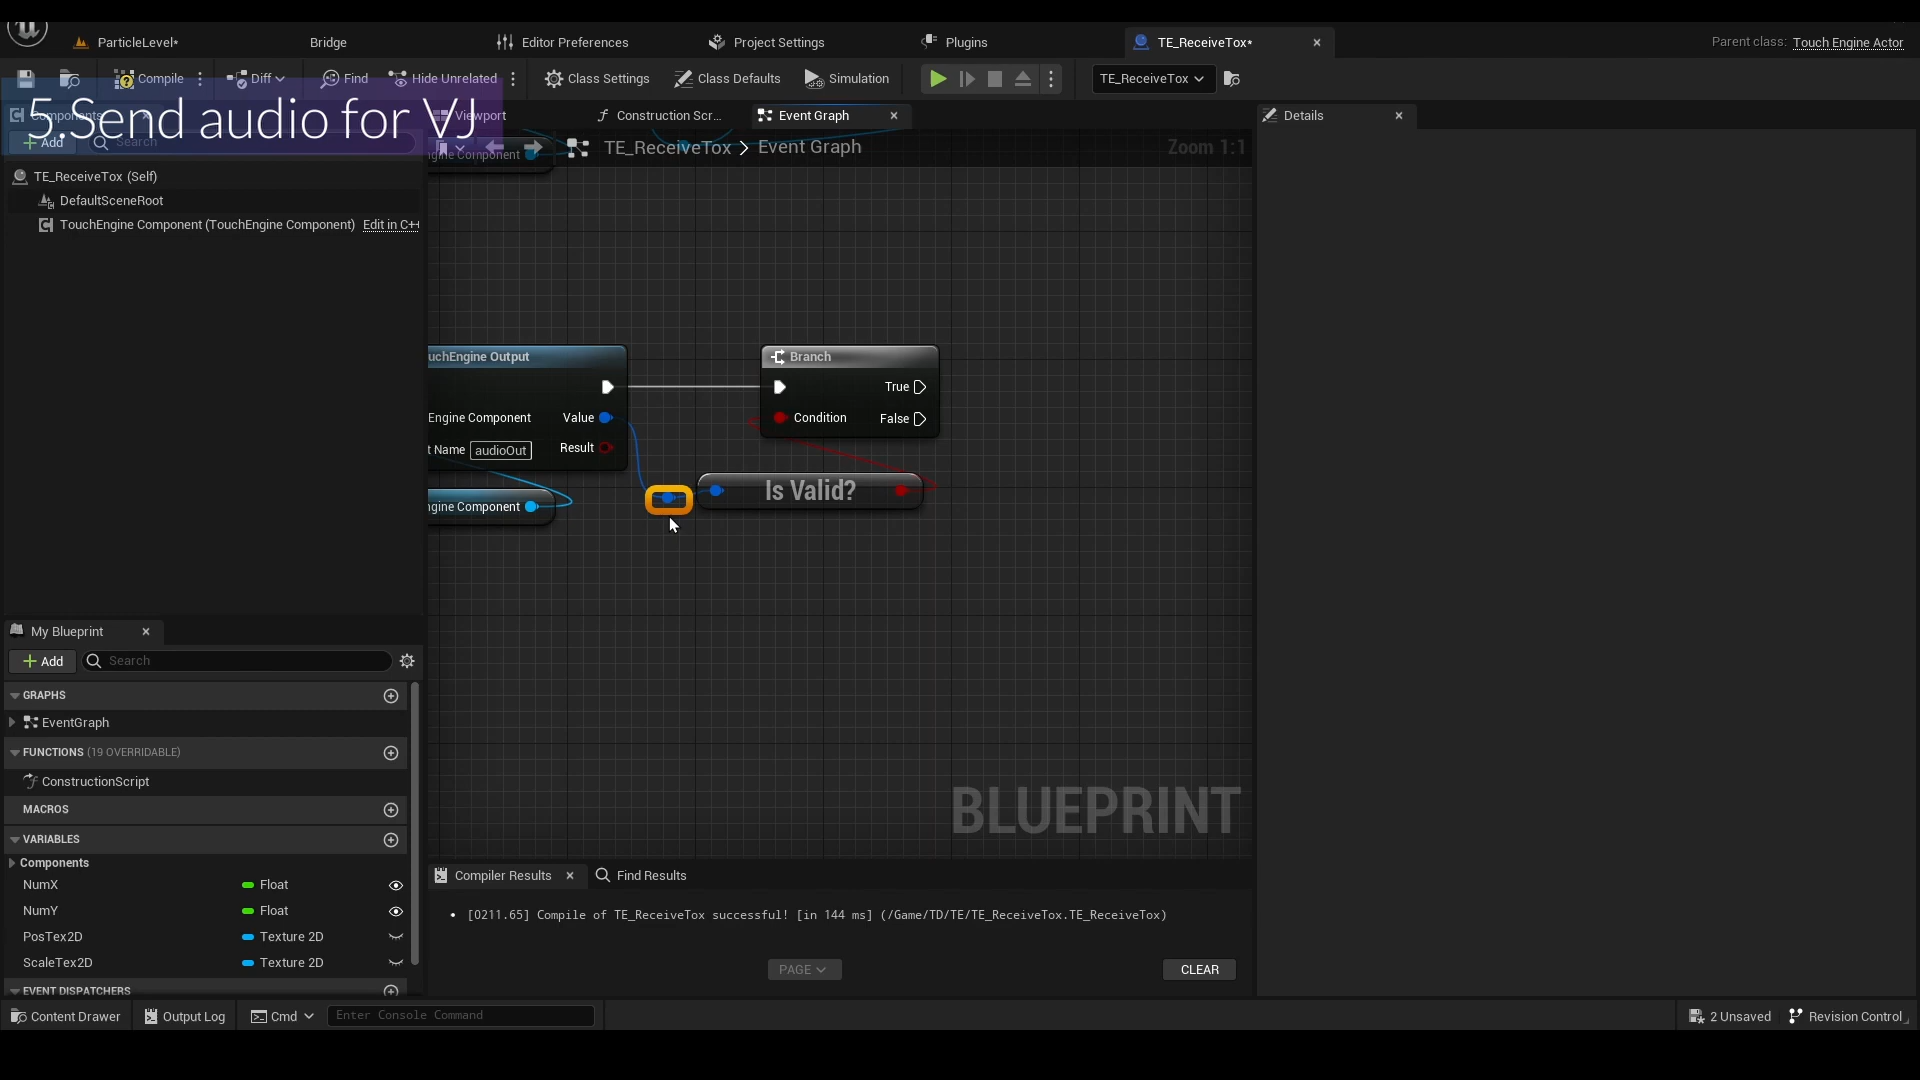 ParticleLevel*
Bridge
Editor Preferences
Project Settings
Plugins
TE_ReceiveTox*
Parent class: Touch Engine Actor
Compile
Diff
Find
Hide Unrelated
Class Settings
Class Defaults
Simulation
TE_ReceiveTox
5.Send audio for VJ
Components
Viewport
Construction Scr...
Event Graph
Details
Add
Search
ngine Component
TE_ReceiveTox > Event Graph
Zoom 1:1
TE_ReceiveTox (Self)
DefaultSceneRoot
TouchEngine Component (TouchEngine Component) Edit in C++
uchEngine Output
Branch
True
Engine Component
Value
Condition
False
t Name audioOut
Result
Is Valid?
ngine Component
My Blueprint
Add
Search
GRAPHS
EventGraph
FUNCTIONS (19 OVERRIDABLE)
ConstructionScript
MACROS
VARIABLES
Components
NumX Float
NumY Float
PosTex2D Texture 2D
ScaleTex2D Texture 2D
EVENT DISPATCHERS
BLUEPRINT
Compiler Results
Find Results
• [0211.65] Compile of TE_ReceiveTox successful! [in 144 ms] (/Game/TD/TE/TE_ReceiveTox.TE_ReceiveTox)
PAGE
CLEAR
Content Drawer
Output Log
Cmd
Enter Console Command
2 Unsaved
Revision Control